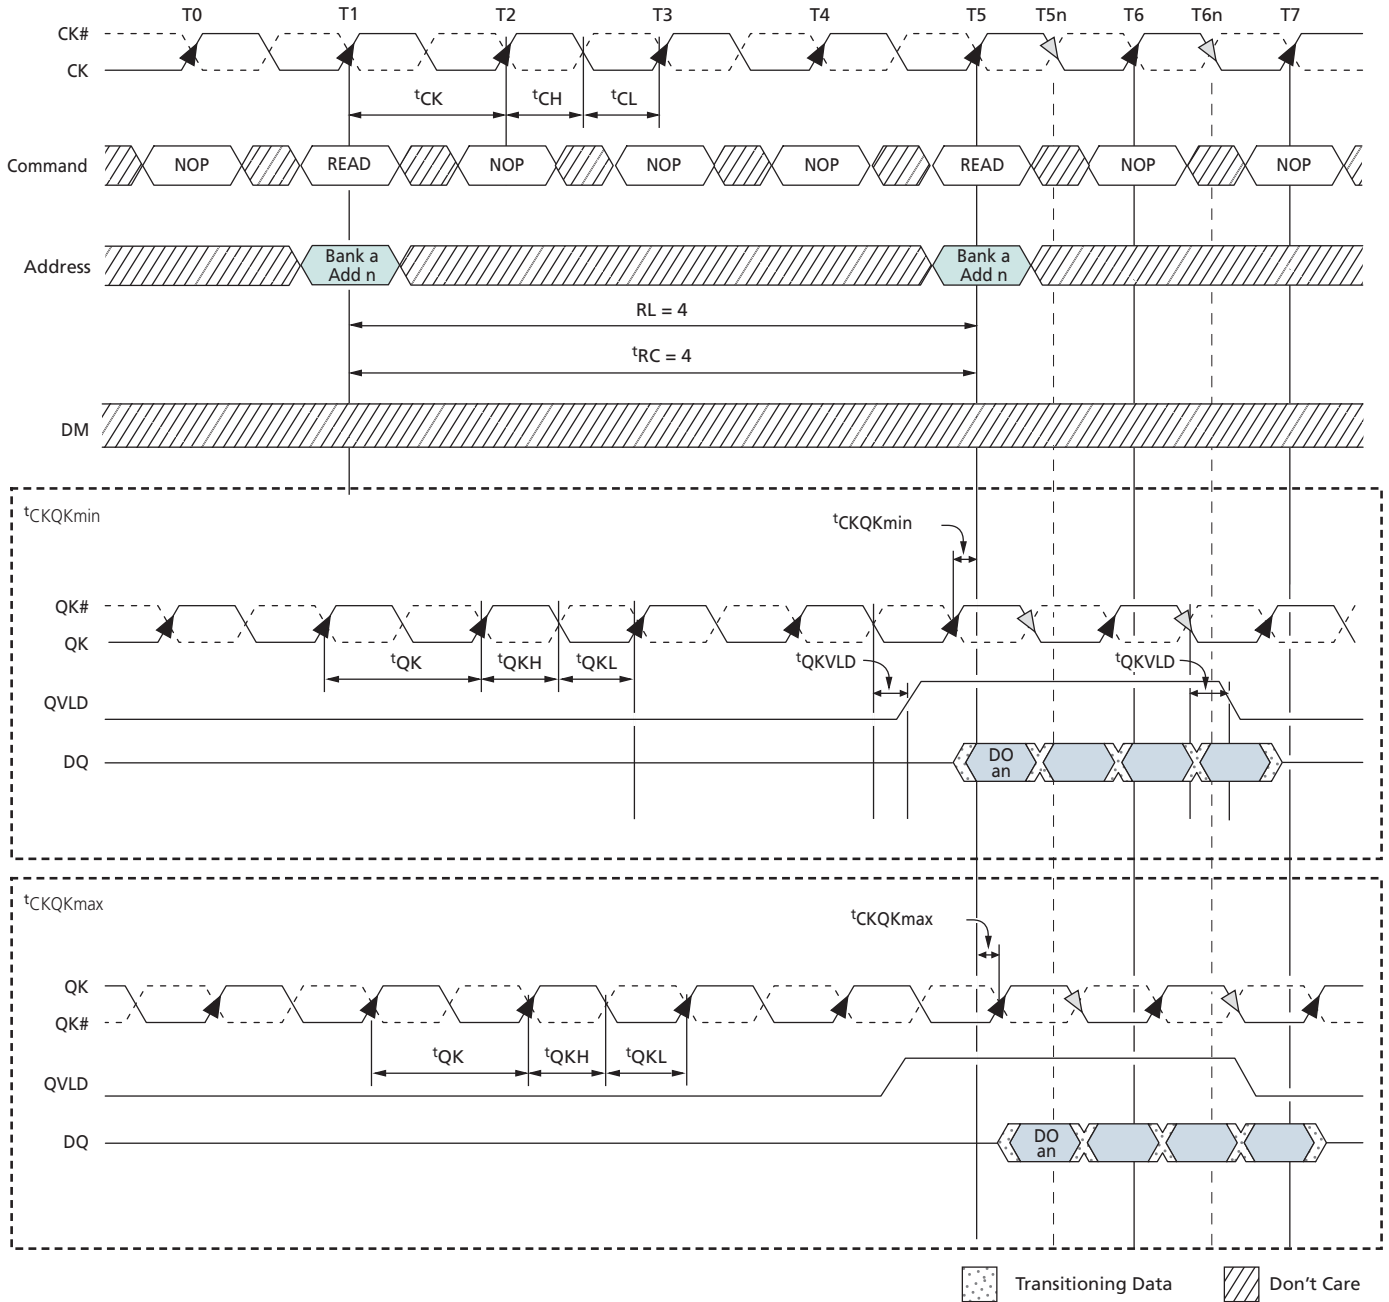 T0 T1 T2 T3 T4 T5 T5n T6 T6n T7
CK#
CK
tCK tCH tCL
Command NOP READ NOP NOP NOP READ NOP NOP
Address Bank a Add n Bank a Add n
RL = 4
tRC = 4
DM
tCKQKmin
tCKQKmin
QK#
QK
tQK tQKH tQKL tQKVLD tQKVLD
QVLD
DQ DO an
tCKQKmax
tCKQKmax
QK
QK#
tQK tQKH tQKL
QVLD
DQ DO an
Transitioning Data Don't Care